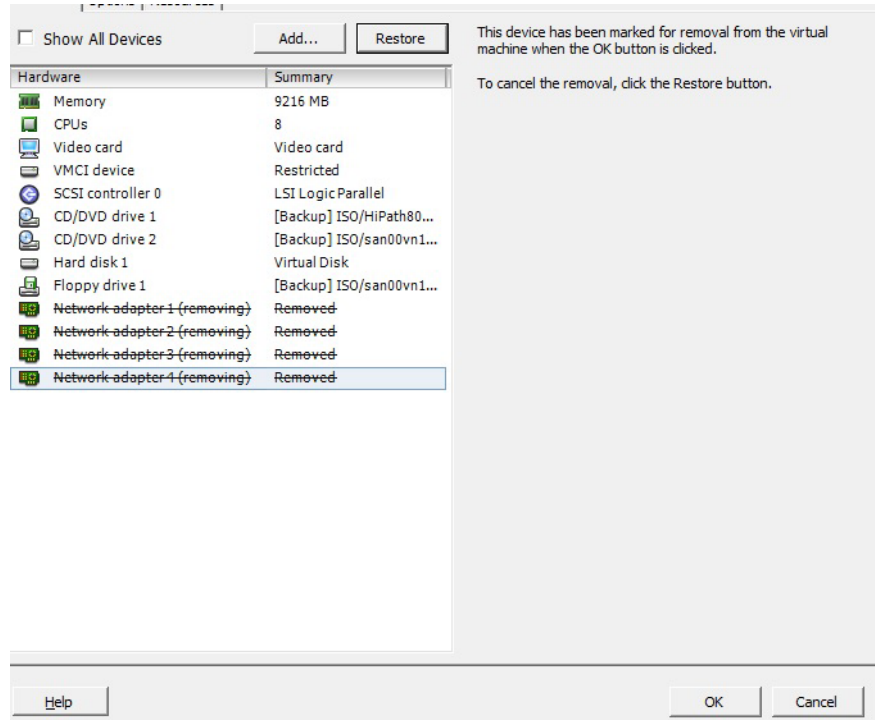 Options | Resources |
Show All Devices Add... Restore
This device has been marked for removal from the virtual
machine when the OK button is clicked.
To cancel the removal, click the Restore button.
Hardware Summary
Memory 9216 MB
CPUs 8
Video card Video card
VMCI device Restricted
SCSI controller 0 LSI Logic Parallel
CD/DVD drive 1 [Backup] ISO/HiPath80...
CD/DVD drive 2 [Backup] ISO/san00vn1...
Hard disk 1 Virtual Disk
Floppy drive 1 [Backup] ISO/san00vn1...
Network adapter 1 (removing) Removed
Network adapter 2 (removing) Removed
Network adapter 3 (removing) Removed
Network adapter 4 (removing) Removed
Help OK Cancel